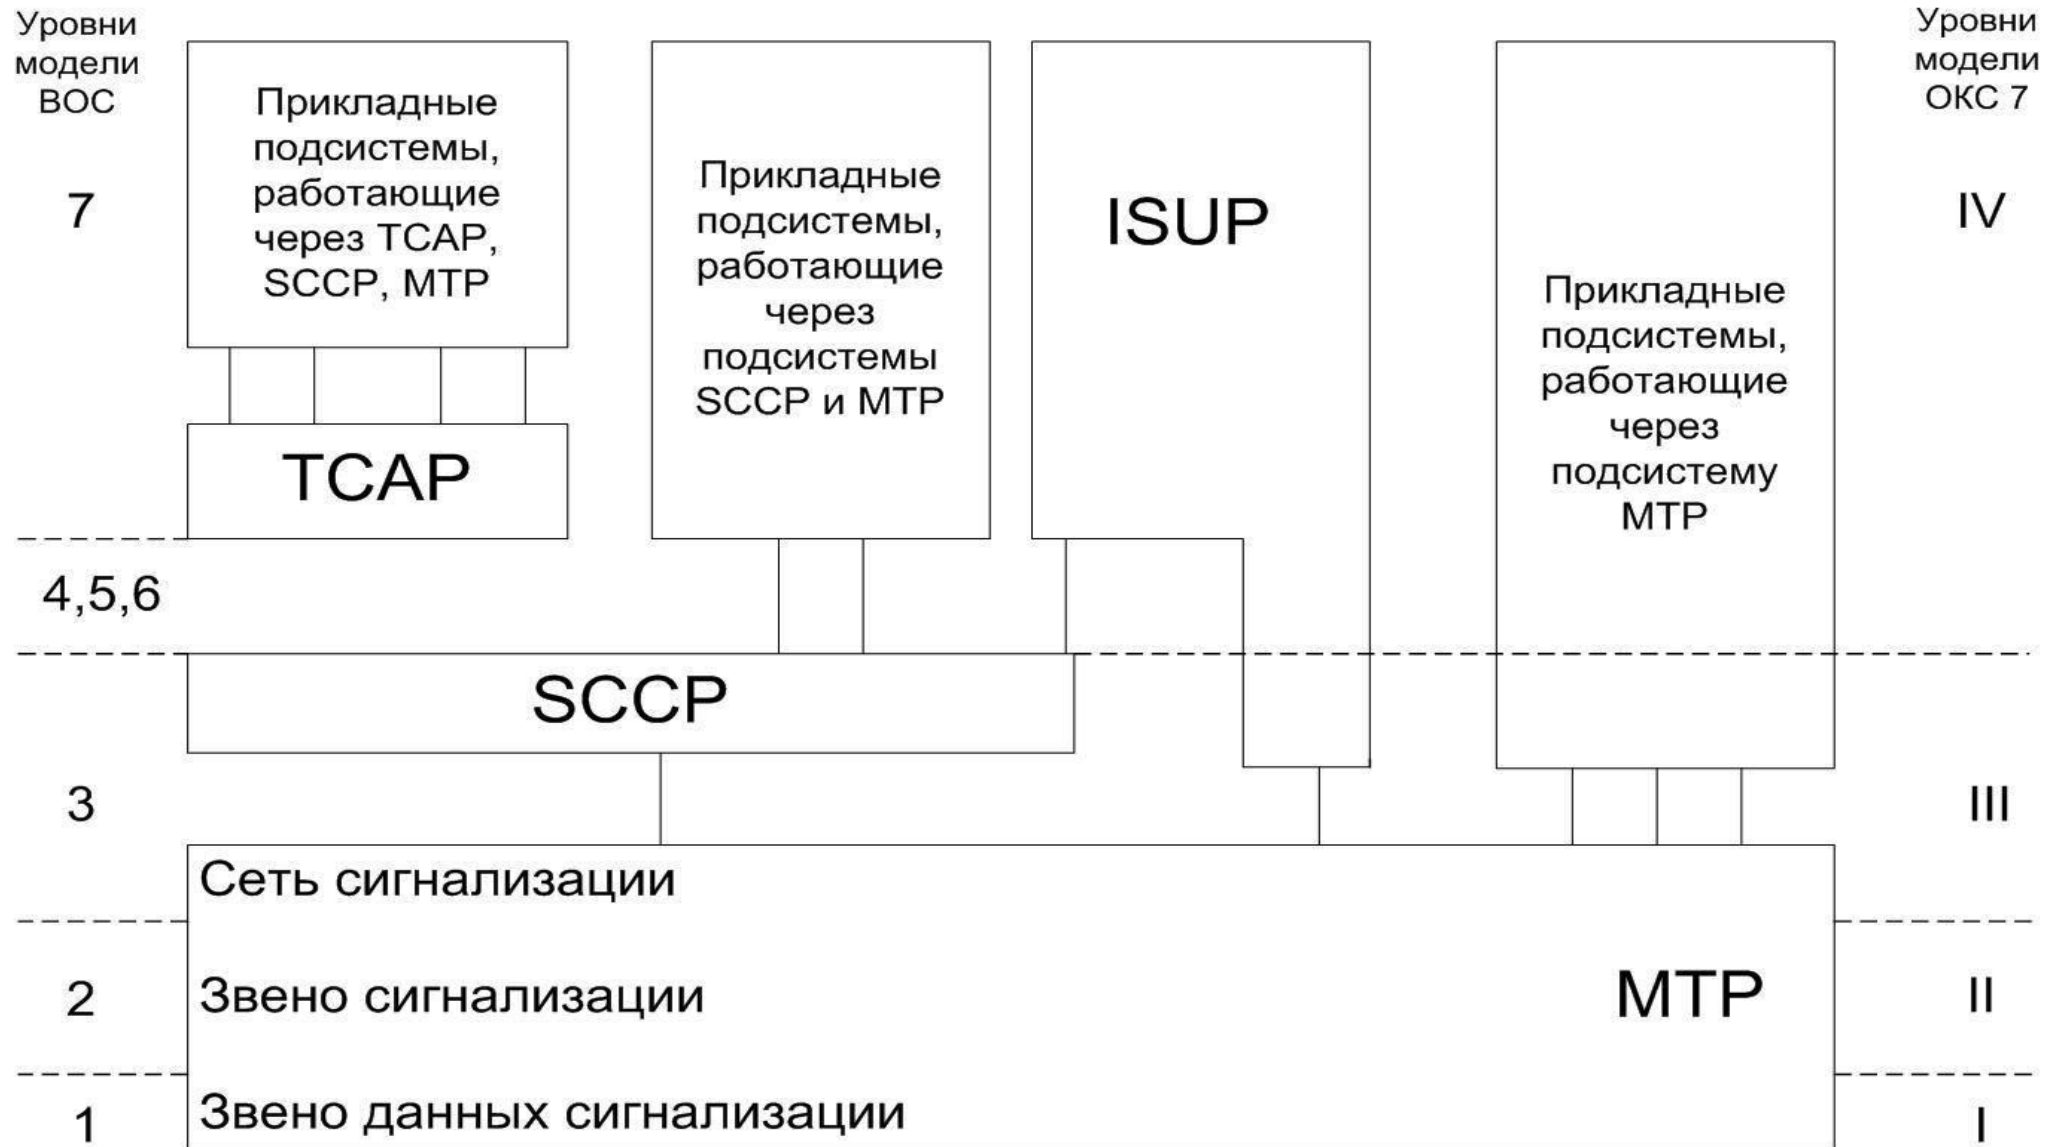 Уровни
модели
ВОС
Уровни
модели
ОКС 7
Прикладные
подсистемы,
работающие
через TCAP,
SCCP, MTP
Прикладные
подсистемы,
работающие
через
подсистемы
SCCP и MTP
ISUP
Прикладные
подсистемы,
работающие
через
подсистему
MTP
7
IV
TCAP
4,5,6
SCCP
3
III
Сеть сигнализации
2
Звено сигнализации
MTP
II
1
Звено данных сигнализации
I